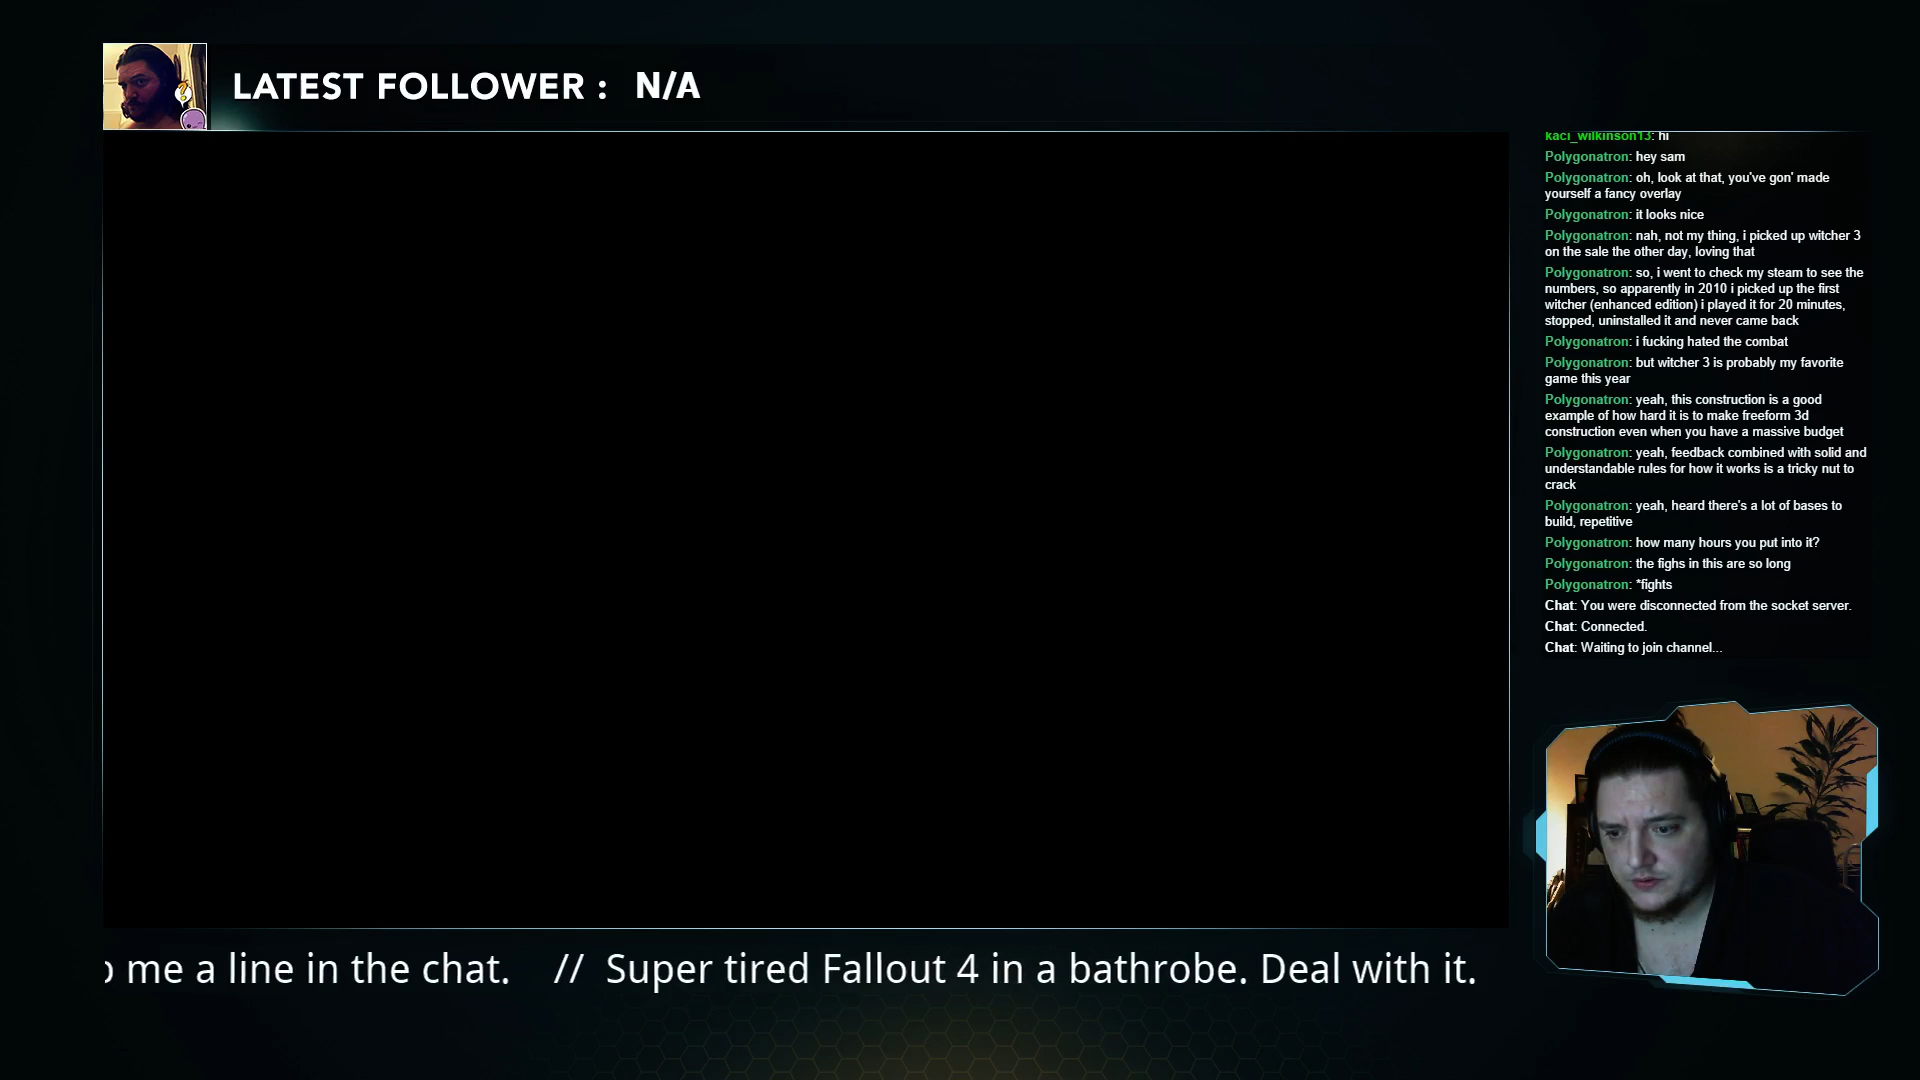 LATEST FOLLOWER : N/A
kaci_wilkinson13: hi
Polygonatron: hey sam
Polygonatron: oh, look at that, you've gon' made
yourself a fancy overlay
Polygonatron: it looks nice
Polygonatron: nah, not my thing, i picked up witcher 3
on the sale the other day, loving that
Polygonatron: so, i went to check my steam to see the
numbers, so apparently in 2010 i picked up the first
witcher (enhanced edition) i played it for 20 minutes,
stopped, uninstalled it and never came back
Polygonatron: i fucking hated the combat
Polygonatron: but witcher 3 is probably my favorite
game this year
Polygonatron: yeah, this construction is a good
example of how hard it is to make freeform 3d
construction even when you have a massive budget
Polygonatron: yeah, feedback combined with solid and
understandable rules for how it works is a tricky nut to
crack
Polygonatron: yeah, heard there's a lot of bases to
build, repetitive
Polygonatron: how many hours you put into it?
Polygonatron: the fighs in this are so long
Polygonatron: *fights
Chat: You were disconnected from the socket server.
Chat: Connected.
Chat: Waiting to join channel...
me a line in the chat. // Super tired Fallout 4 in a bathrobe. Deal with it.